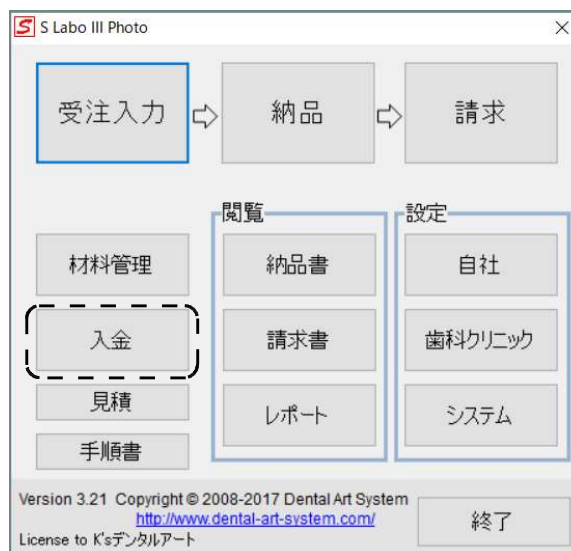 S Labo III Photo
受注入力 ⇨ 納品 ⇨ 請求
閲覧 設定
材料管理 納品書 自社
入金 請求書 歯科クリニック
見積 レポート システム
手順書
Version 3.21 Copyright © 2008-2017 Dental Art System
http://www.dental-art-system.com/
終了
License to K'sデンタルアート